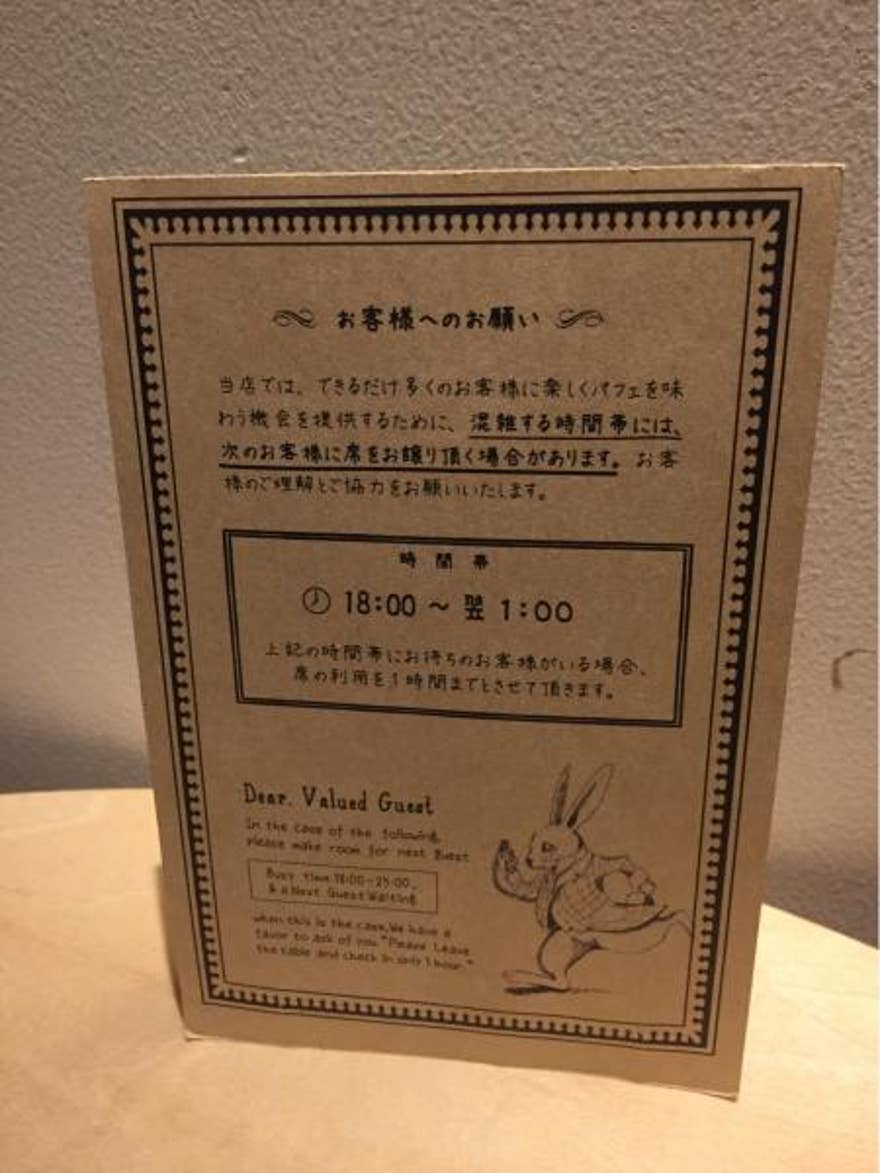 お客様へのお願い
当店では、できるだけ多くのお客様に楽しくパフェを味
わう機会を提供するために、混雑する時間帯には、
次のお客様に席をお譲り頂く場合があります。お客
様のご理解とご協力をお願いいたします。
時間帯
18:00 〜 翌 1:00
上記の時間帯にお待ちのお客様がいる場合、
席の利用を1時間までとさせて頂きます。
Dear. Valued Guest
In the case of the following
please make room for next Guest
Busy time 18:00-25:00.
& a Next Guest Waiting
when this is the case, We have a
favor to ask of you "Please Leave
the table and check in only 1 hour."